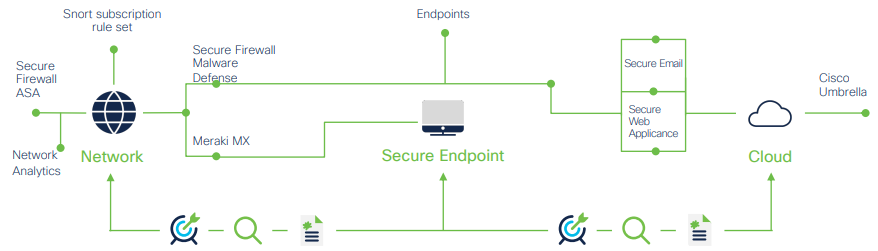 Snort subscription
rule set
Endpoints
Secure Firewall
Malware
Defense
Secure
Firewall
ASA
Secure Email
Cisco
Umbrella
Secure
Web
Applicance
Meraki MX
Network
Analytics
Network
Secure Endpoint
Cloud